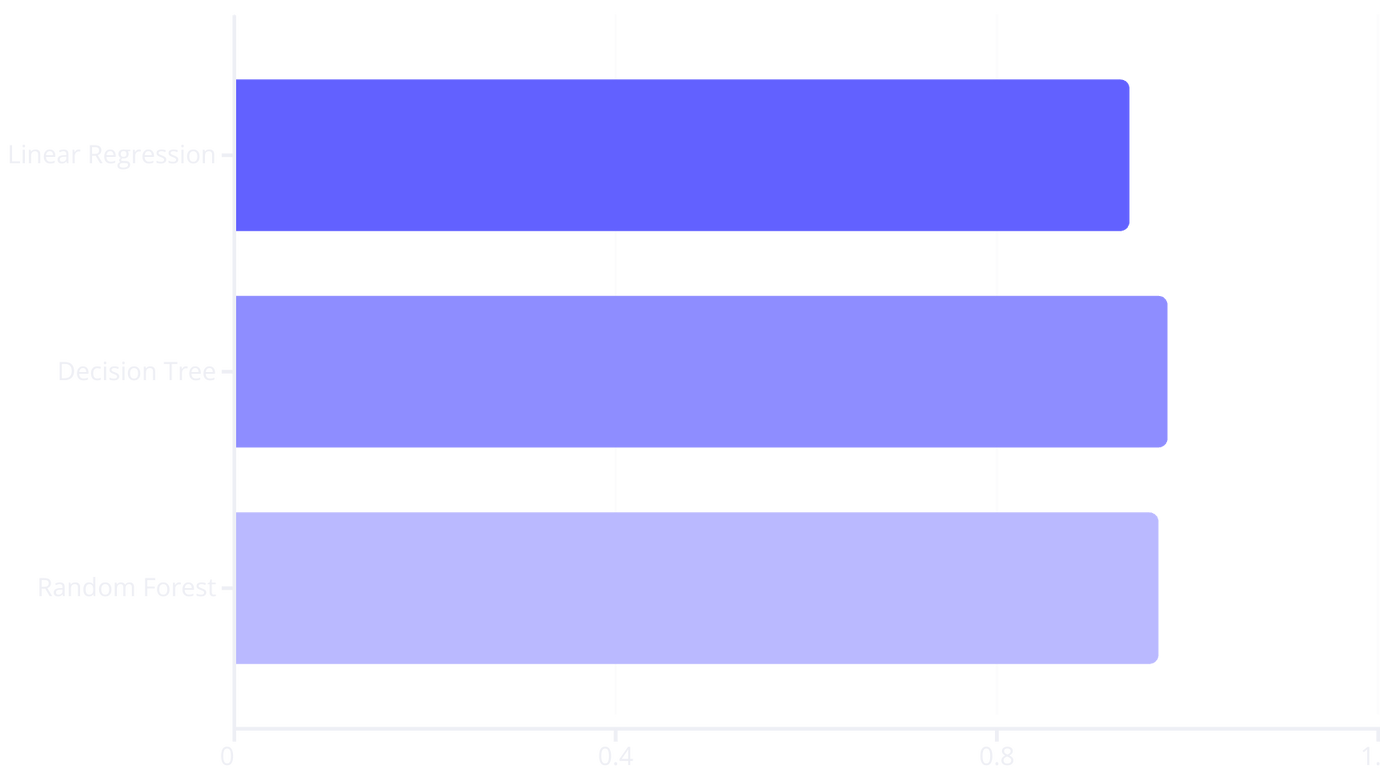 Linear Regression
Decision Tree
Random Forest
0 0.4 0.8 1.